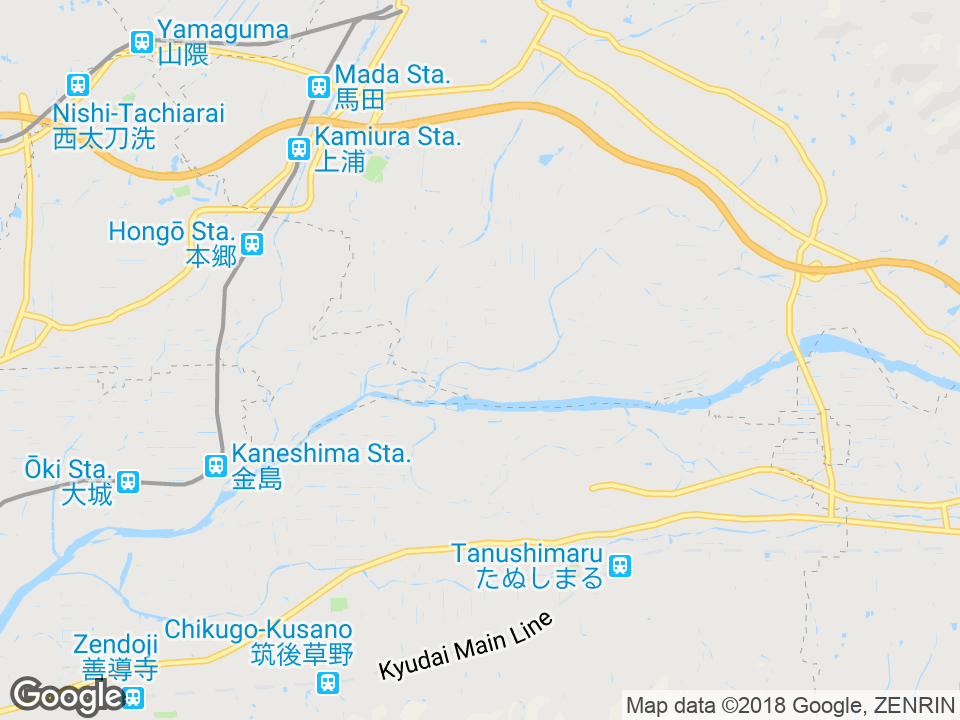 Yamaguma
山隈
Mada Sta.
馬田
Nishi-Tachiarai
西太刀洗
Kamiura Sta.
上浦
Hongō Sta.
本郷
Kaneshima Sta.
金島
Ōki Sta.
大城
Tanushimaru
たぬしまる
Chikugo-Kusano
筑後草野
Kyudai Main Line
Zendoji
善導寺
Google
Map data ©2018 Google, ZENRIN